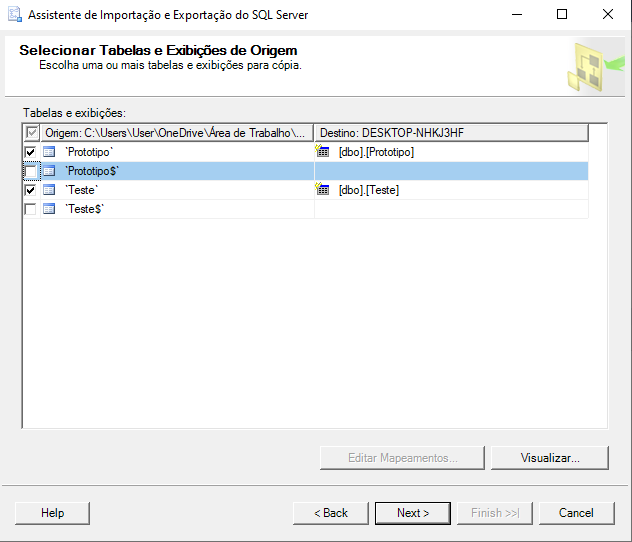 Assistente de Importação e Exportação do SQL Server
Selecionar Tabelas e Exibições de Origem
Escolha uma ou mais tabelas e exibições para cópia.
Tabelas e exibições:
Origem: C:\Users\User\OneDrive\Área de Trabalho\... Destino: DESKTOP-NHKJ3HF
`Prototipo` [dbo].[Prototipo]
`Prototipo$`
`Teste` [dbo].[Teste]
`Teste$`
Editar Mapeamentos... Visualizar...
Help < Back Next > Finish >>| Cancel